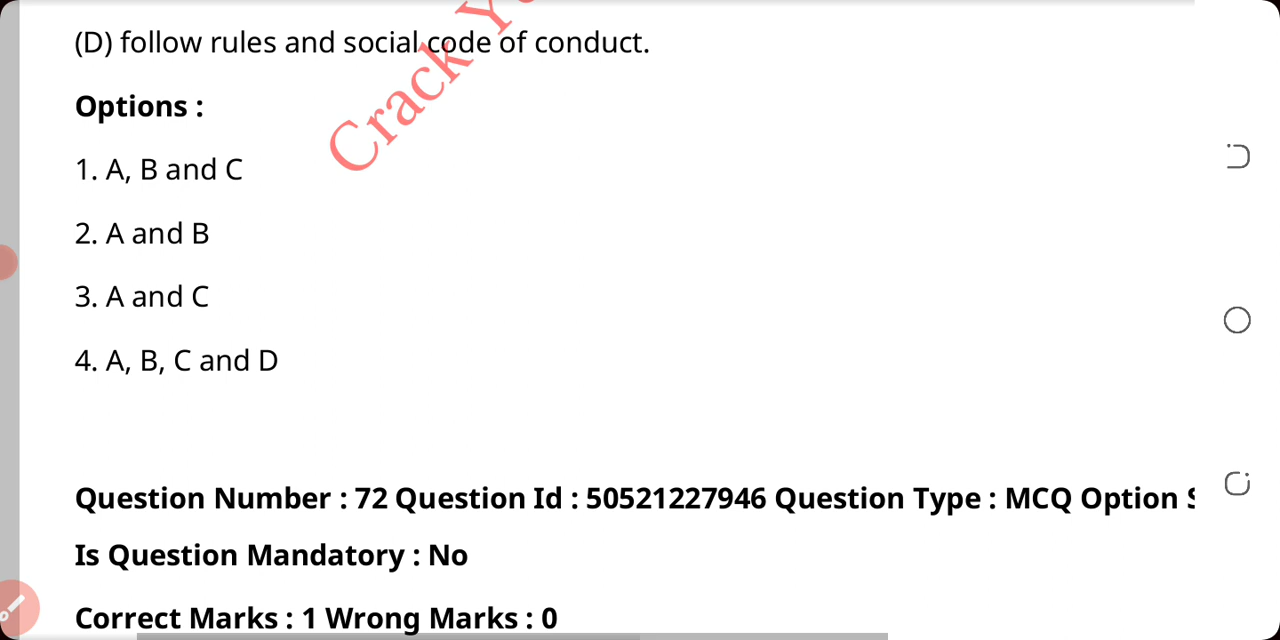 (D) follow rules and social code of conduct.
Options :
1. A, B and C
2. A and B
3. A and C
4. A, B, C and D
Question Number : 72 Question Id : 50521227946 Question Type : MCQ Option
Is Question Mandatory : No
Correct Marks : 1 Wrong Marks : 0
Crack